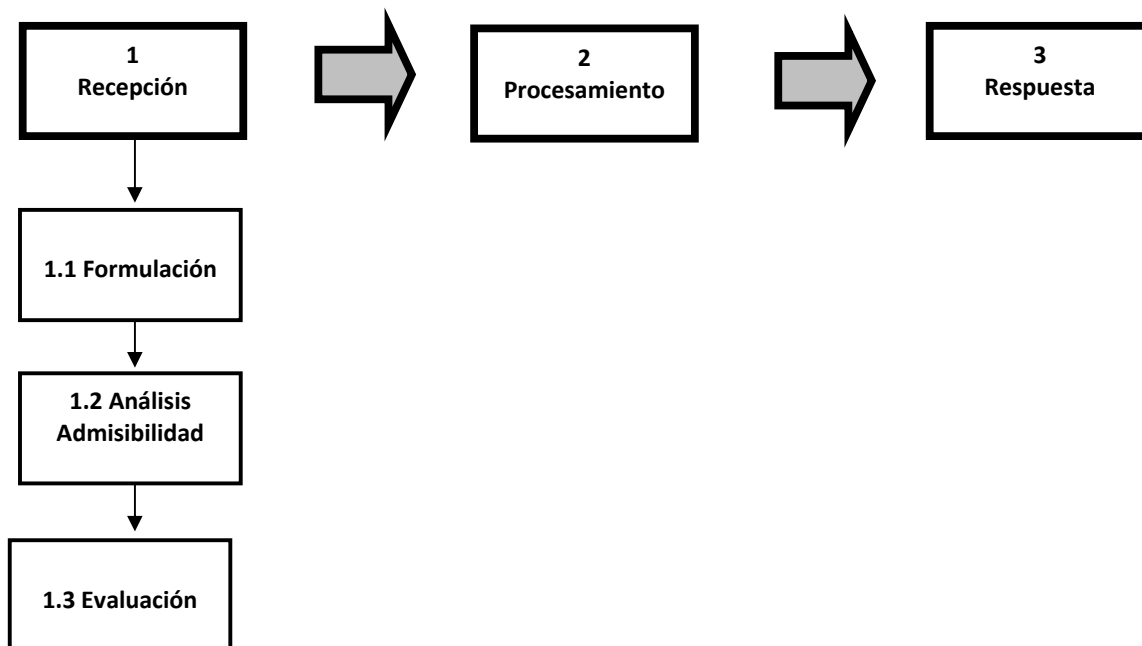 1
Recepción
2
Procesamiento
3
Respuesta
1.1 Formulación
1.2 Análisis
Admisibilidad
1.3 Evaluación